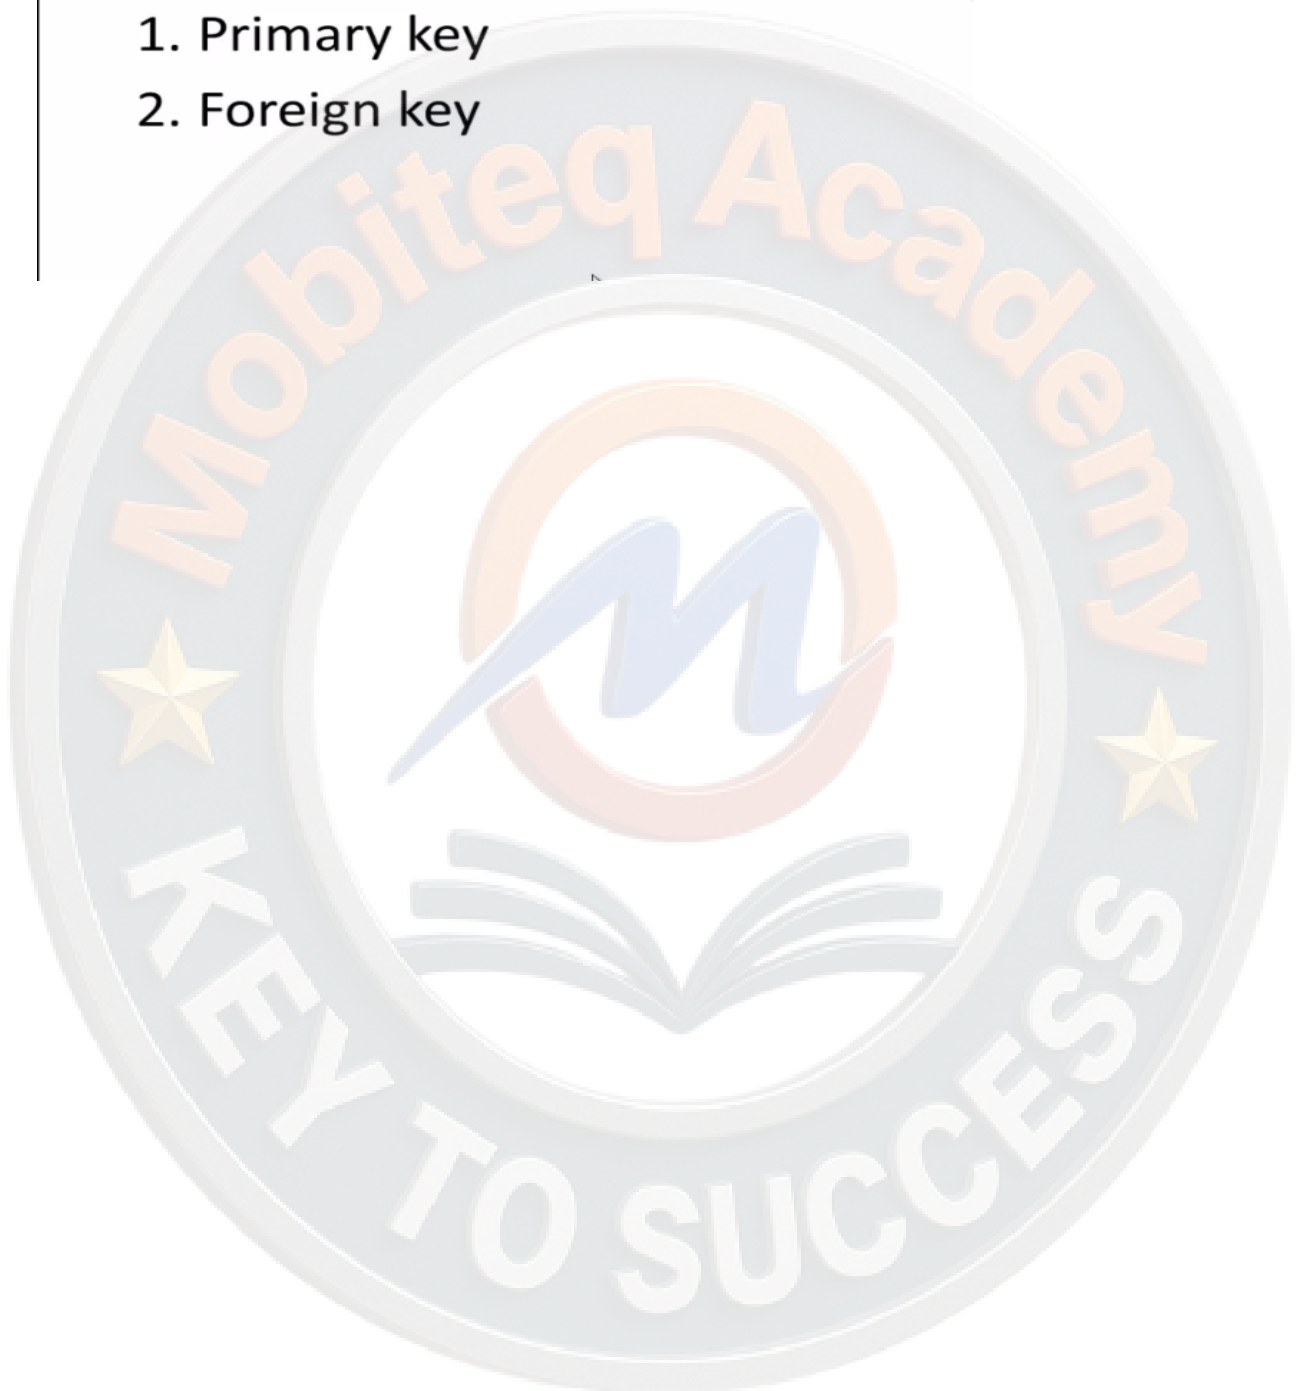 1. Primary key
2. Foreign key
Mobiteq Academy
M
KEY TO SUCCESS